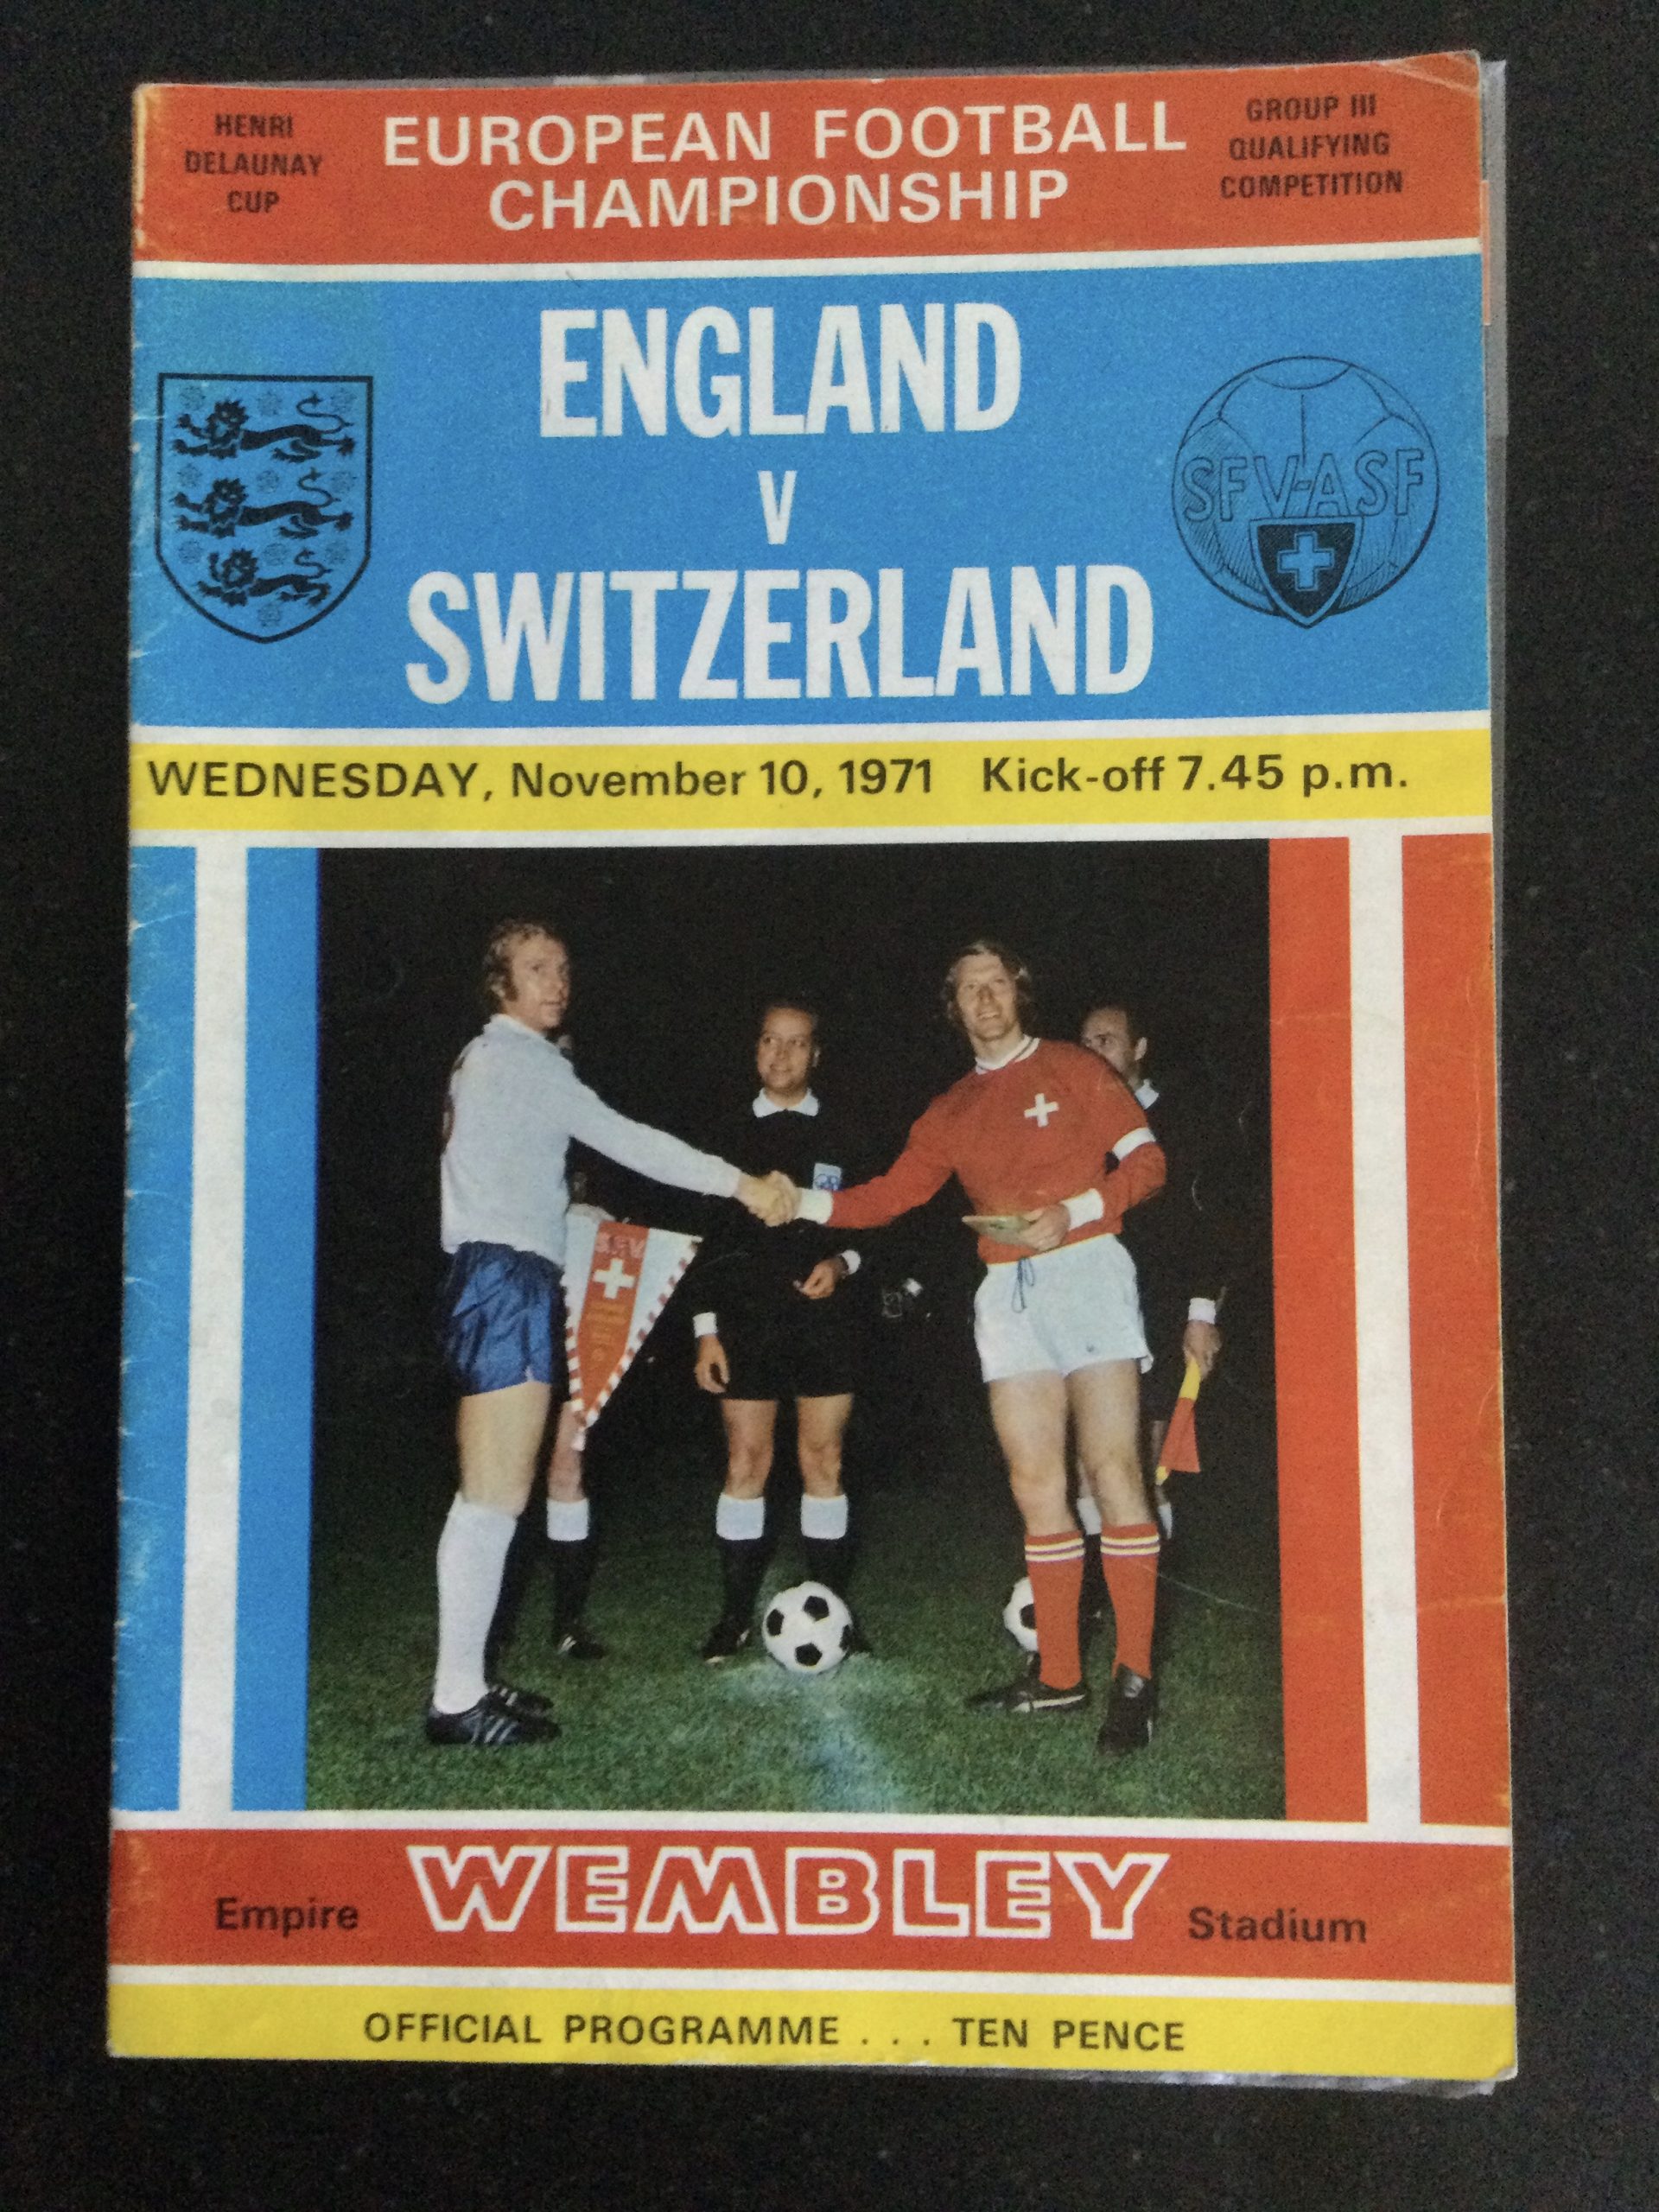 HENRI
DELAUNAY
CUP
EUROPEAN FOOTBALL
CHAMPIONSHIP
GROUP III
QUALIFYING
COMPETITION
ENGLAND
V
SWITZERLAND
SFV-ASF
WEDNESDAY, November 10, 1971 Kick-off 7.45 p.m.
S.F.V
Empire WEMBLEY Stadium
OFFICIAL PROGRAMME . . . TEN PENCE